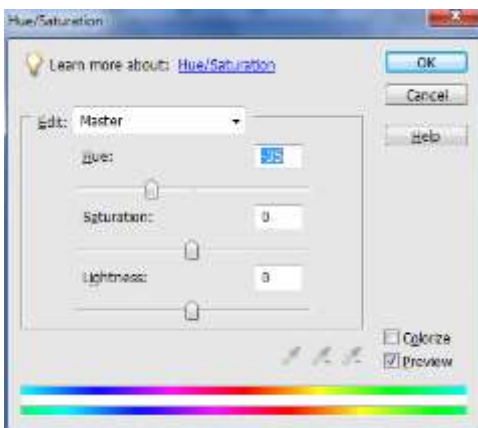 Hue/Saturation
Learn more about: Hue/Saturation
OK
Cancel
Help
Edit: Master
Hue:
Saturation: 0
Lightness: 0
Colorize
Preview